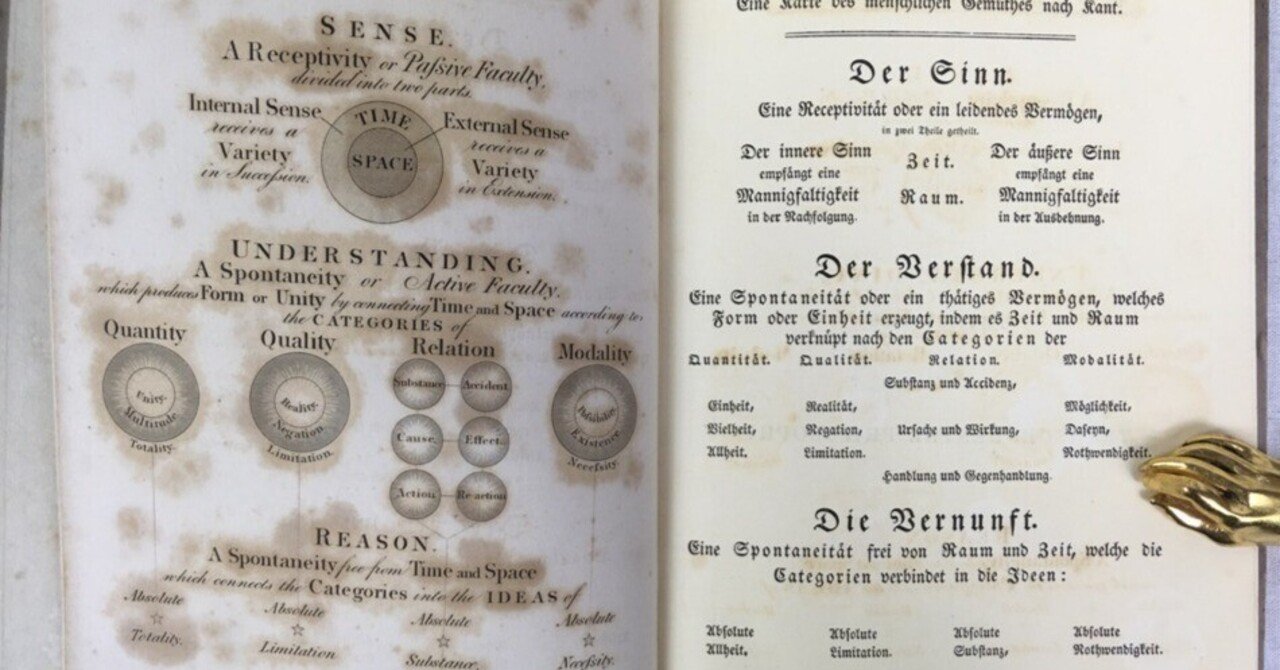 SENSE.
A Receptivity or Paſsive Faculty,
divided into two parts.
Internal Sense
receives a
Variety
in Succeſsion.
TIME
SPACE
External Sense
receives a
Variety
in Extension.
UNDERSTANDING.
A Spontaneity or Active Faculty,
which produces Form or Unity by connecting Time and Space according to
the CATEGORIES of
Quantity
Unity
Multitude
Totality.
Quality
Reality
Negation
Limitation.
Relation
Substance Accident
Cause Effect
Action Re-action
Modality
Poſsibility
Existence
Neceſsity.
REASON.
A Spontaneity free from Time and Space
which connects the Categories into the IDEAS of
Absolute Absolute Absolute Absolute
Totality. Limitation Substance. Neceſsity.
Eine Karte des menſchlichen Gemüthes nach Kant.
Der Sinn.
Eine Receptivität oder ein leidendes Vermögen,
in zwei Theile getheilt.
Der innere Sinn Zeit. Der äußere Sinn
empfängt eine empfängt eine
Mannigfaltigkeit Raum. Mannigfaltigkeit
in der Nachfolgung. in der Ausdehnung.
Der Verſtand.
Eine Spontaneität oder ein thätiges Vermögen, welches
Form oder Einheit erzeugt, indem es Zeit und Raum
verknüpt nach den Categorien der
Quantität. Qualität. Relation. Modalität.
Subſtanz und Accidenz,
Einheit, Realität, Möglichkeit,
Vielheit, Negation, Urſache und Wirkung, Daſeyn,
Allheit. Limitation. Nothwendigkeit.
Handlung und Gegenhandlung.
Die Vernunft.
Eine Spontaneität frei von Raum und Zeit, welche die
Categorien verbindet in die Ideen:
Abſolute Abſolute Abſolute Abſolute
Allheit, Limitation. Subſtanz, Nothwendigkeit.